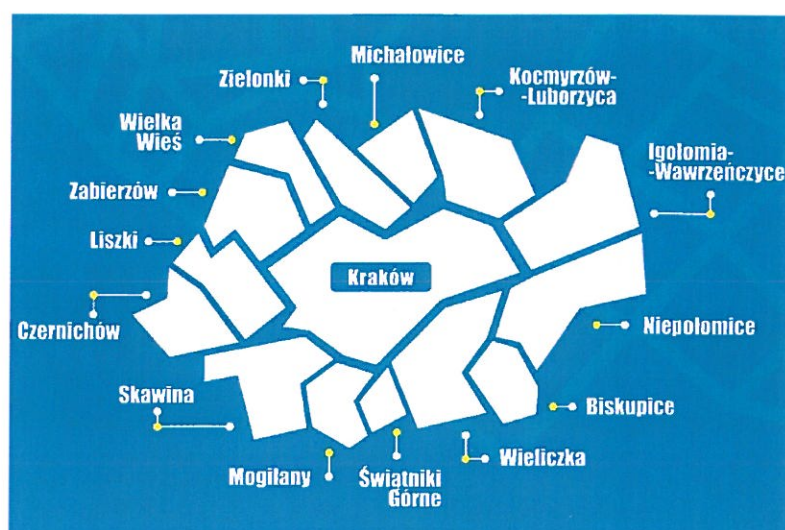 Michałowice
Zielonki
Kocmyrzów-
-Luborzyca
Wielka
Wieś
Igołomia-
-Wawrzeńczyce
Zabierzów
Liszki
Kraków
Czernichów
Niepołomice
Skawina
Biskupice
Mogilany
Świątniki
Górne
Wieliczka